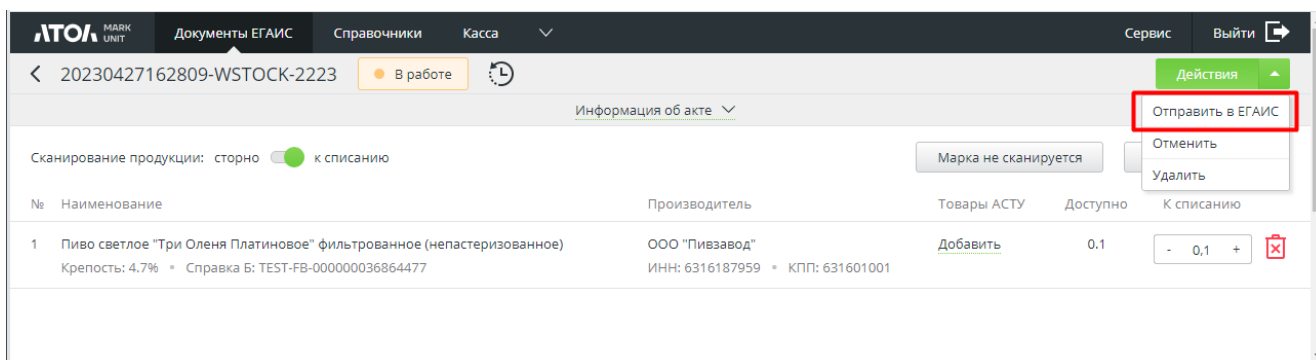 АТОЛ MARK UNIT Документы ЕГАИС Справочники Касса Сервис Выйти
20230427162809-WSTOCK-2223 В работе Действия
Информация об акте Отправить в ЕГАИС
Отменить
Сканирование продукции: сторно к списанию Марка не сканируется
Удалить
№ Наименование Производитель Товары АСТУ Доступно К списанию
1 Пиво светлое "Три Оленя Платиновое" фильтрованное (непастеризованное) ООО "Пивзавод" Добавить 0.1 - 0,1 +
Крепость: 4.7% Справка Б: TEST-FB-000000036864477 ИНН: 6316187959 КПП: 631601001